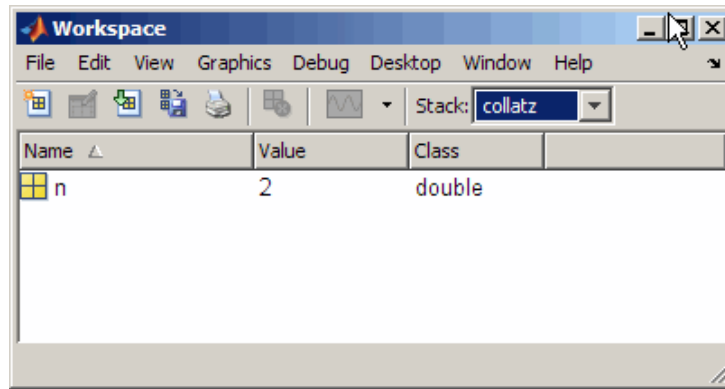 Workspace
File Edit View Graphics Debug Desktop Window Help
Stack: collatz
Name Value Class
n 2 double